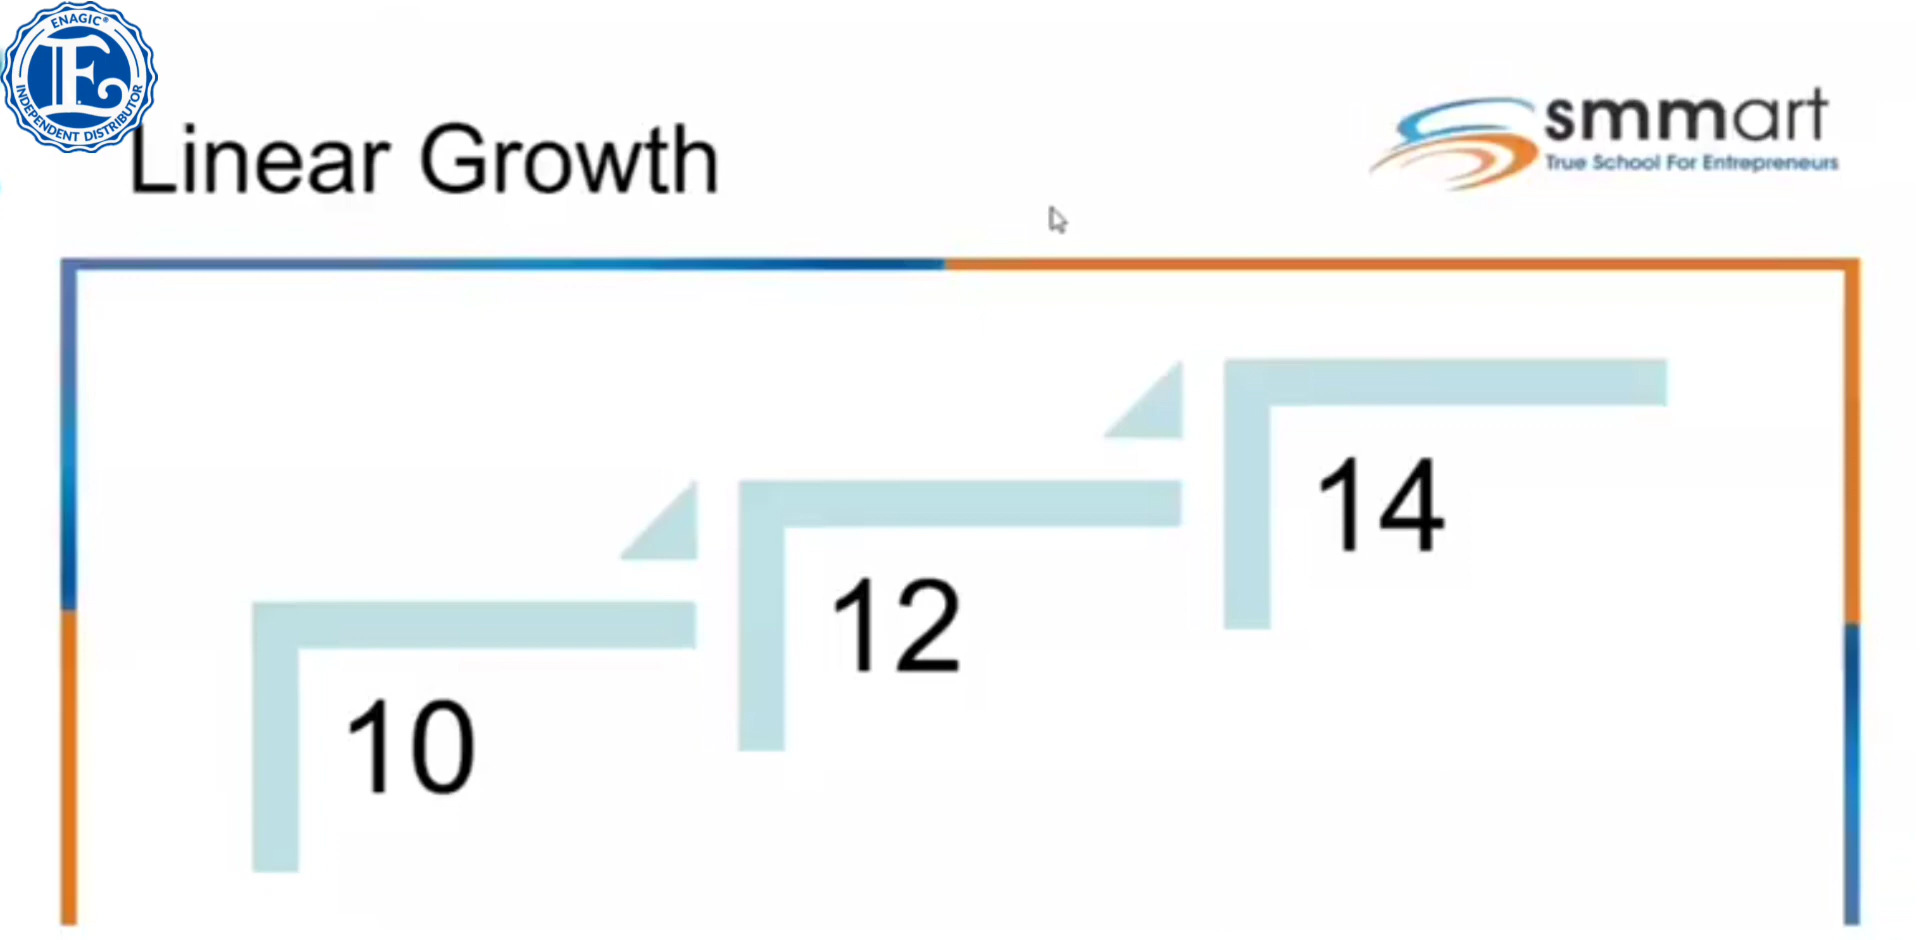 ENAGIC®
E
INDEPENDENT DISTRIBUTOR
Linear Growth
smmart
True School For Entrepreneurs
14
12
10